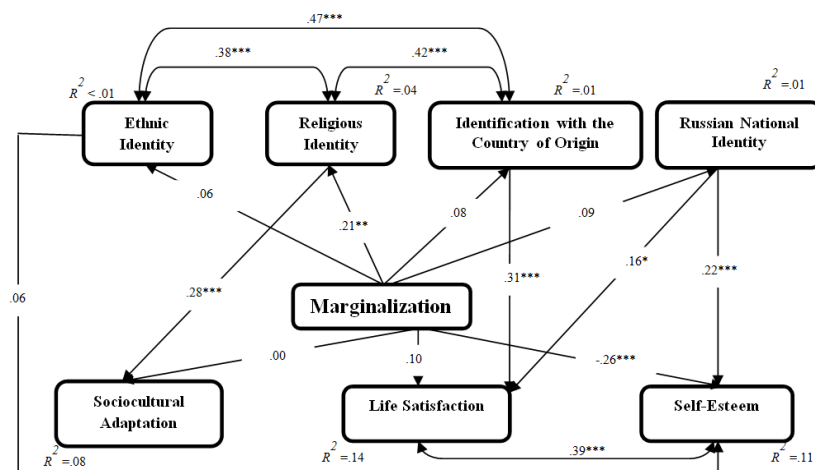 .47***
.38***
.42***
R² < .01
R² =.04
R² =.01
R² =.01
Ethnic
Identity
Religious
Identity
Identification with the
Country of Origin
Russian National
Identity
.06
.21**
.08
.09
.06
.28***
.31***
.16*
.22***
Marginalization
.00
.10
-.26***
Sociocultural
Adaptation
Life Satisfaction
Self-Esteem
.39***
R² =.08
R² =.14
R² =.11